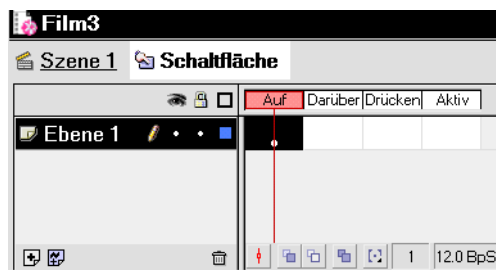 Film3
Szene 1 Schaltfläche
Auf Darüber Drücken Aktiv
Ebene 1
1 12.0 BpS